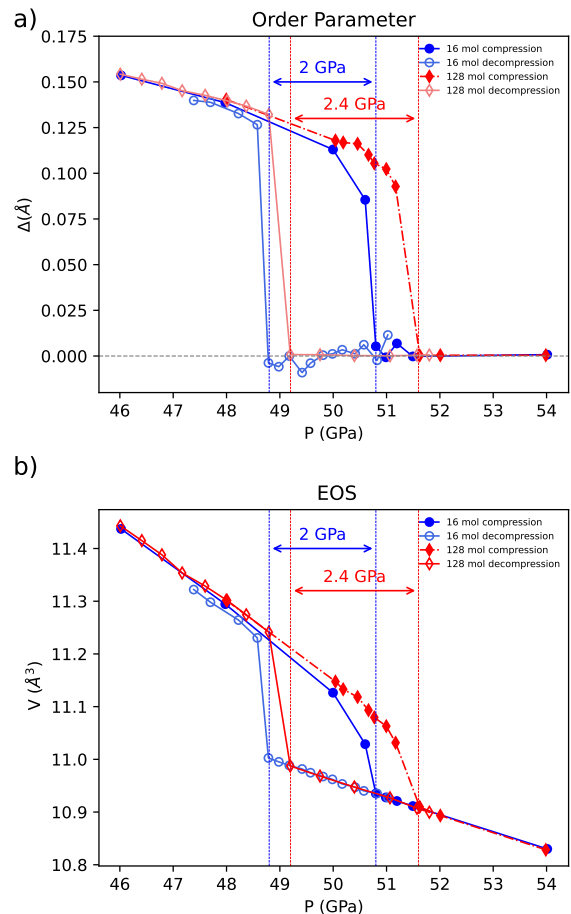 a)
Order Parameter
0.175
0.150
0.125
0.100
0.075
0.050
0.025
0.000
Δ(Å)
2 GPa
2.4 GPa
16 mol compression
16 mol decompression
128 mol compression
128 mol decompression
46 47 48 49 50 51 52 53 54
P (GPa)
b)
EOS
11.4
11.3
11.2
11.1
11.0
10.9
10.8
V (Å³)
2 GPa
2.4 GPa
16 mol compression
16 mol decompression
128 mol compression
128 mol decompression
46 47 48 49 50 51 52 53 54
P (GPa)